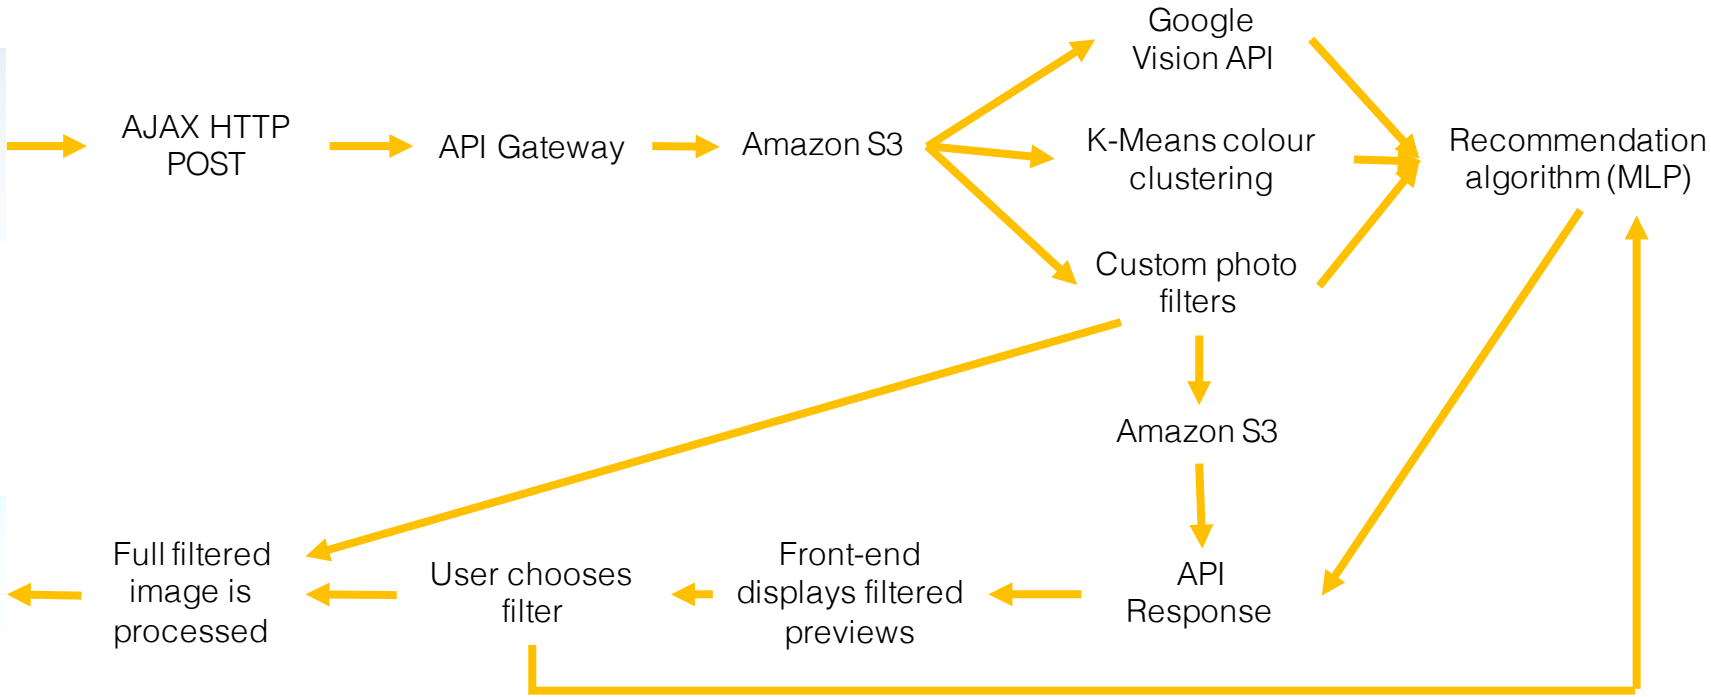 Google
Vision API
AJAX HTTP
POST
API Gateway
Amazon S3
K-Means colour
clustering
Recommendation
algorithm (MLP)
Custom photo
filters
Amazon S3
API
Response
Front-end
displays filtered
previews
User chooses
filter
Full filtered
image is
processed